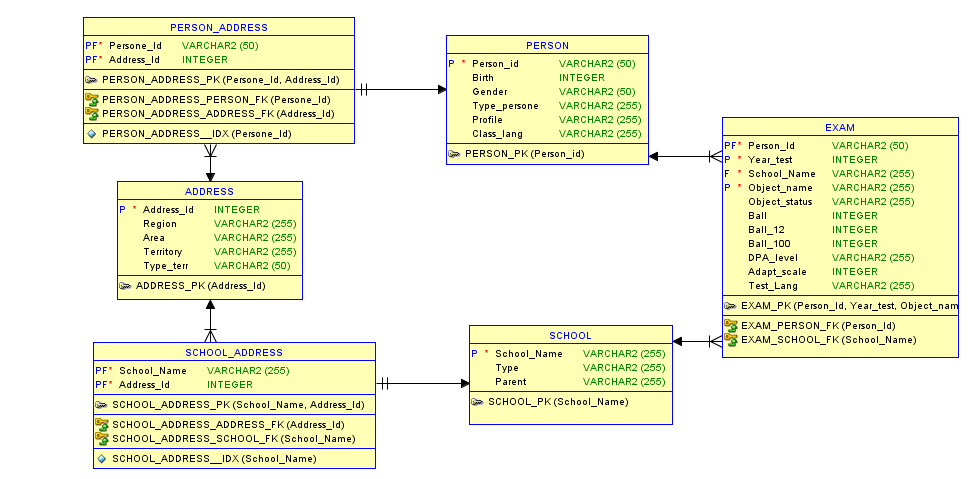 PERSON_ADDRESS
PF* Persone_Id VARCHAR2 (50)
PF* Address_Id INTEGER
PERSON_ADDRESS_PK (Persone_Id, Address_Id)
PERSON_ADDRESS_PERSON_FK (Persone_Id)
PERSON_ADDRESS_ADDRESS_FK (Address_Id)
PERSON_ADDRESS__IDX (Persone_Id)
PERSON
P * Person_id VARCHAR2 (50)
Birth INTEGER
Gender VARCHAR2 (50)
Type_persone VARCHAR2 (255)
Profile VARCHAR2 (255)
Class_lang VARCHAR2 (255)
PERSON_PK (Person_id)
EXAM
PF* Person_Id VARCHAR2 (50)
P * Year_test INTEGER
F * School_Name VARCHAR2 (255)
P * Object_name VARCHAR2 (255)
Object_status VARCHAR2 (255)
Ball INTEGER
Ball_12 INTEGER
Ball_100 INTEGER
DPA_level VARCHAR2 (255)
Adapt_scale INTEGER
Test_Lang VARCHAR2 (255)
EXAM_PK (Person_Id, Year_test, Object_nam
EXAM_PERSON_FK (Person_Id)
EXAM_SCHOOL_FK (School_Name)
ADDRESS
P * Address_Id INTEGER
Region VARCHAR2 (255)
Area VARCHAR2 (255)
Territory VARCHAR2 (255)
Type_terr VARCHAR2 (50)
ADDRESS_PK (Address_Id)
SCHOOL_ADDRESS
PF* School_Name VARCHAR2 (255)
PF* Address_Id INTEGER
SCHOOL_ADDRESS_PK (School_Name, Address_Id)
SCHOOL_ADDRESS_ADDRESS_FK (Address_Id)
SCHOOL_ADDRESS_SCHOOL_FK (School_Name)
SCHOOL_ADDRESS__IDX (School_Name)
SCHOOL
P * School_Name VARCHAR2 (255)
Type VARCHAR2 (255)
Parent VARCHAR2 (255)
SCHOOL_PK (School_Name)